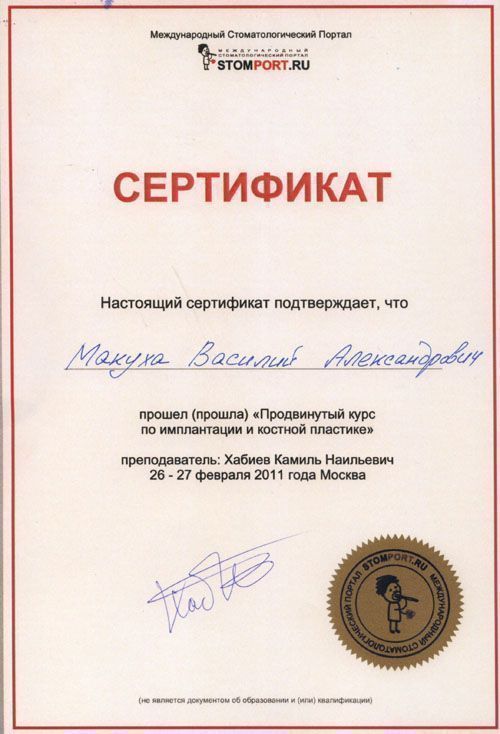 Международный Стоматологический Портал
МЕЖДУНАРОДНЫЙ
СТОМАТОЛОГИЧЕСКИЙ ПОРТАЛ
STOMPORT.RU
СЕРТИФИКАТ
Настоящий сертификат подтверждает, что
Макуха Василий Александрович
прошел (прошла) «Продвинутый курс
по имплантации и костной пластике»
преподаватель: Хабиев Камиль Наильевич
26 - 27 февраля 2011 года Москва
STOMPORT.RU
МЕЖДУНАРОДНЫЙ СТОМАТОЛОГИЧЕСКИЙ ПОРТАЛ
(не является документом об образовании и (или) квалификации)